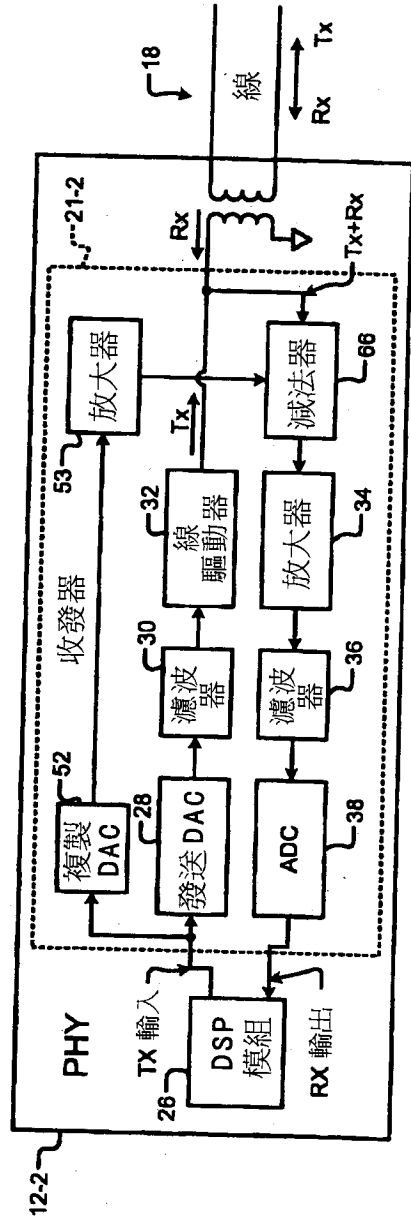 12-2
PHY
21-2
18
收發器
52
複製
DAC
53
放大器
TX 輸入
28
發送 DAC
30
濾波
器
32
線
驅動器
Tx
Rx
線
Rx
Tx
26
DSP
模組
RX 輸出
ADC
38
濾波
器
36
放大器
34
減法器
66
Tx+Rx